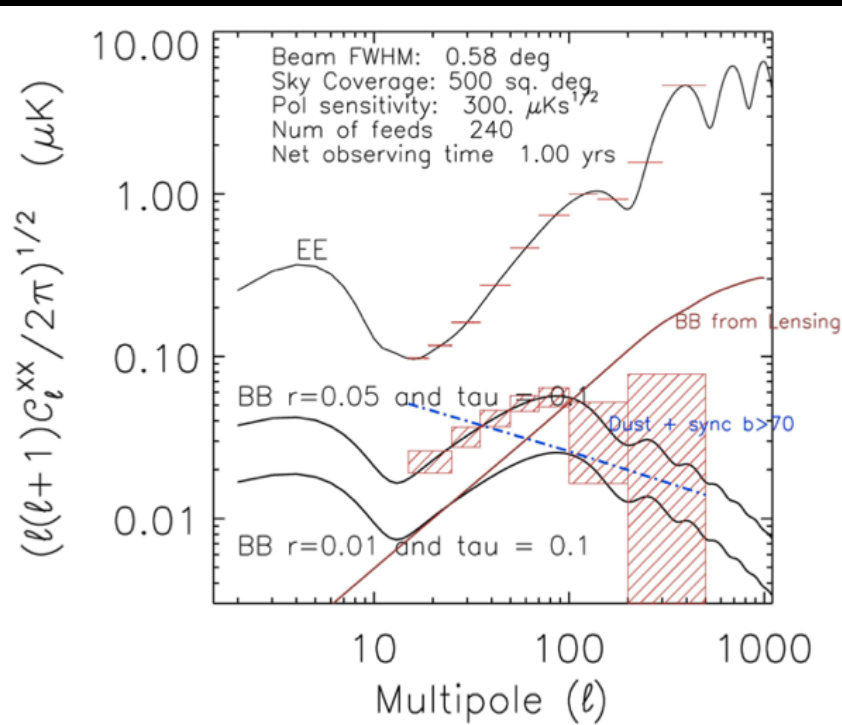 10.00
1.00
0.10
0.01
(ℓ(ℓ+1)C_ℓ^XX/2π)^1/2 (μK)
Beam FWHM: 0.58 deg
Sky Coverage: 500 sq. deg
Pol sensitivity: 300. μKs^1/2
Num of feeds 240
Net observing time 1.00 yrs
EE
BB from Lensing
BB r=0.05 and tau = 0.1
Dust + sync b>70
BB r=0.01 and tau = 0.1
10 100 1000
Multipole (ℓ)